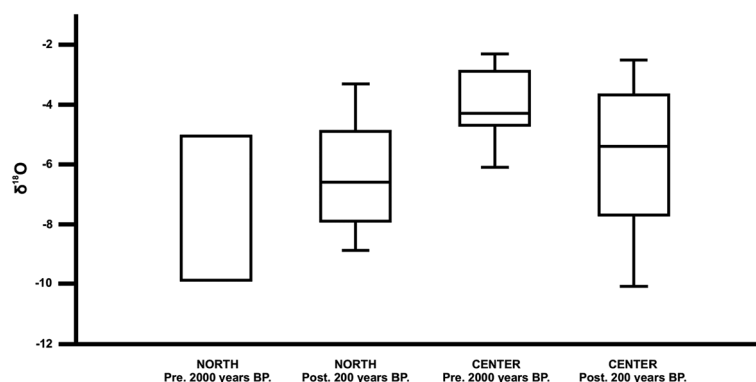 -2
-4
-6
-8
-10
-12
δ¹⁸O
NORTH
Pre. 2000 years BP.
NORTH
Post. 200 years BP.
CENTER
Pre. 2000 years BP.
CENTER
Post. 200 years BP.